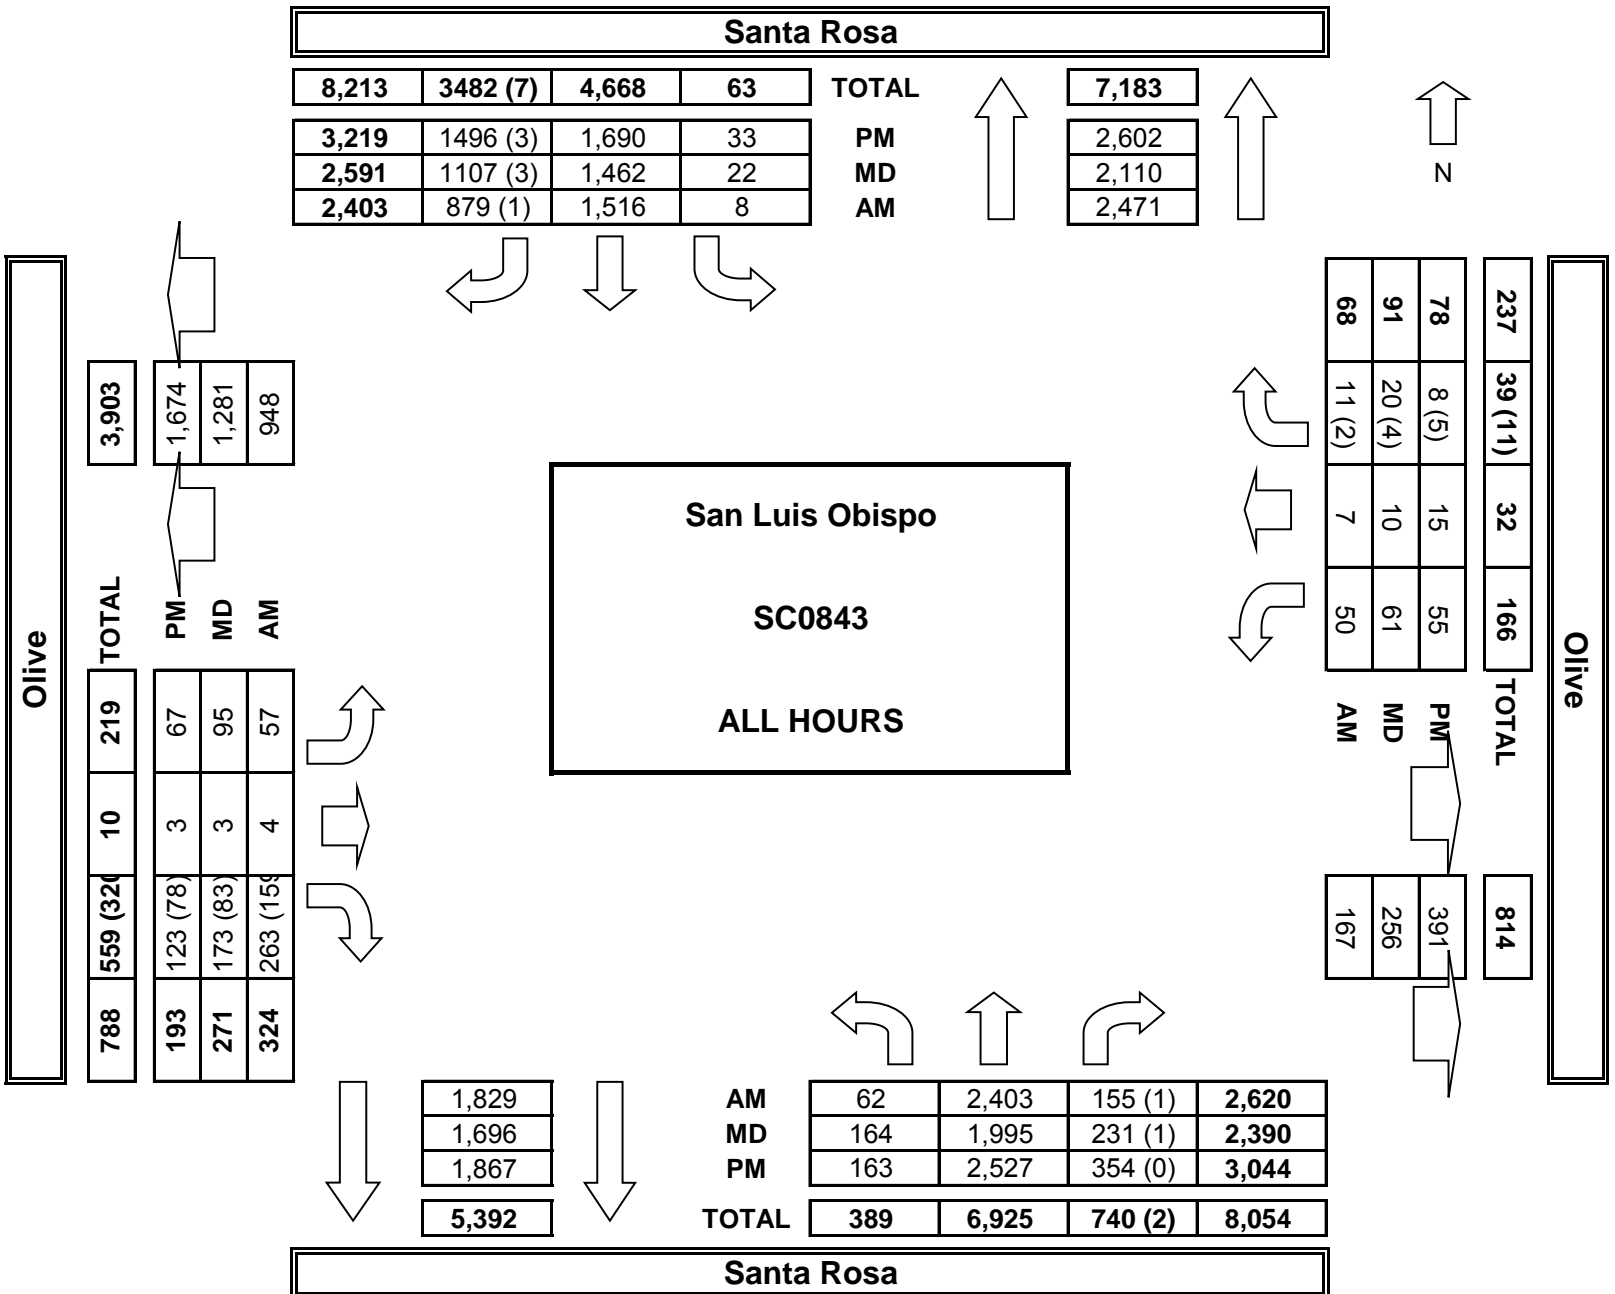 Santa Rosa
8,213 3482 (7) 4,668 63 TOTAL 7,183
3,219 1496 (3) 1,690 33 PM 2,602
2,591 1107 (3) 1,462 22 MD 2,110
2,403 879 (1) 1,516 8 AM 2,471
N
Olive
3,903 1,674 1,281 948
TOTAL PM MD AM
219 67 95 57
10 3 3 4
559 (320 123 (78) 173 (83) 263 (159
788 193 271 324
San Luis Obispo
SC0843
ALL HOURS
68 91 78 237
11 (2) 20 (4) 8 (5) 39 (11)
7 10 15 32
50 61 55 166
AM MD PM TOTAL
167 256 391 814
Olive
1,829 AM 62 2,403 155 (1) 2,620
1,696 MD 164 1,995 231 (1) 2,390
1,867 PM 163 2,527 354 (0) 3,044
5,392 TOTAL 389 6,925 740 (2) 8,054
Santa Rosa